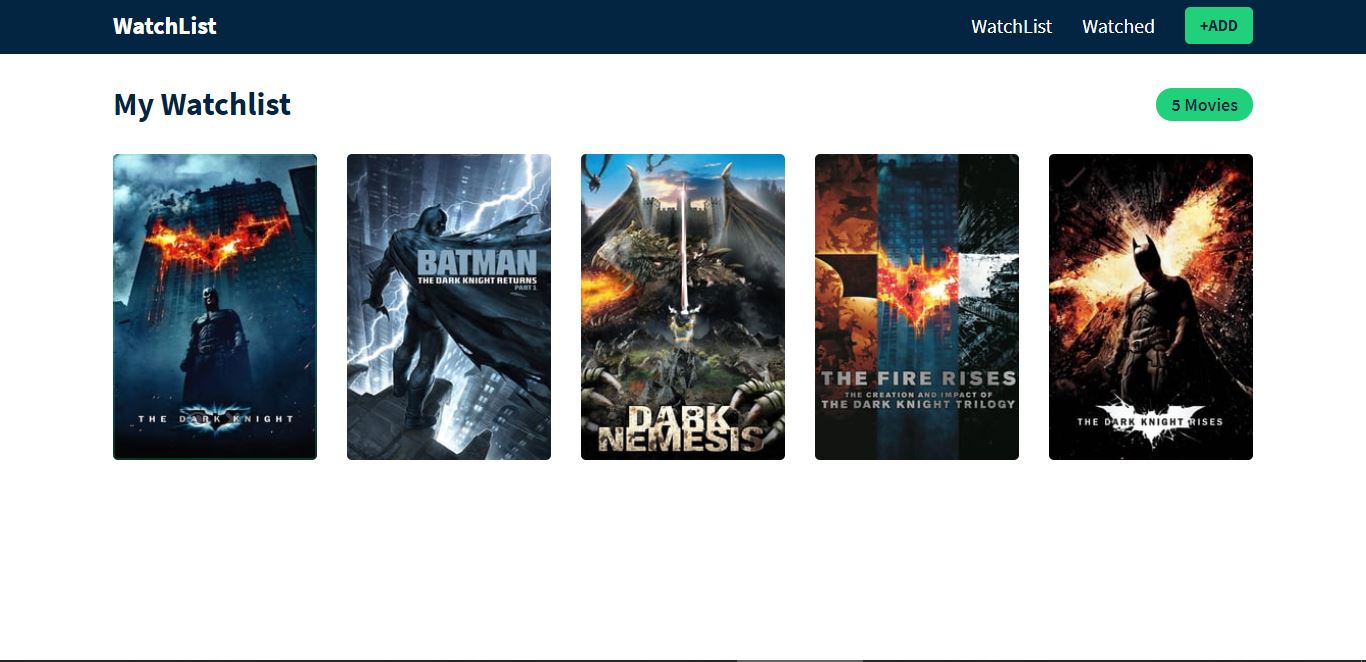 WatchList
WatchList
Watched
+ADD
My Watchlist
5 Movies
THE DARK KNIGHT
BATMAN
THE DARK KNIGHT RETURNS
PART 1
DARK
NEMESIS
THE FIRE RISES
THE CREATION AND IMPACT OF
THE DARK KNIGHT TRILOGY
THE DARK KNIGHT RISES